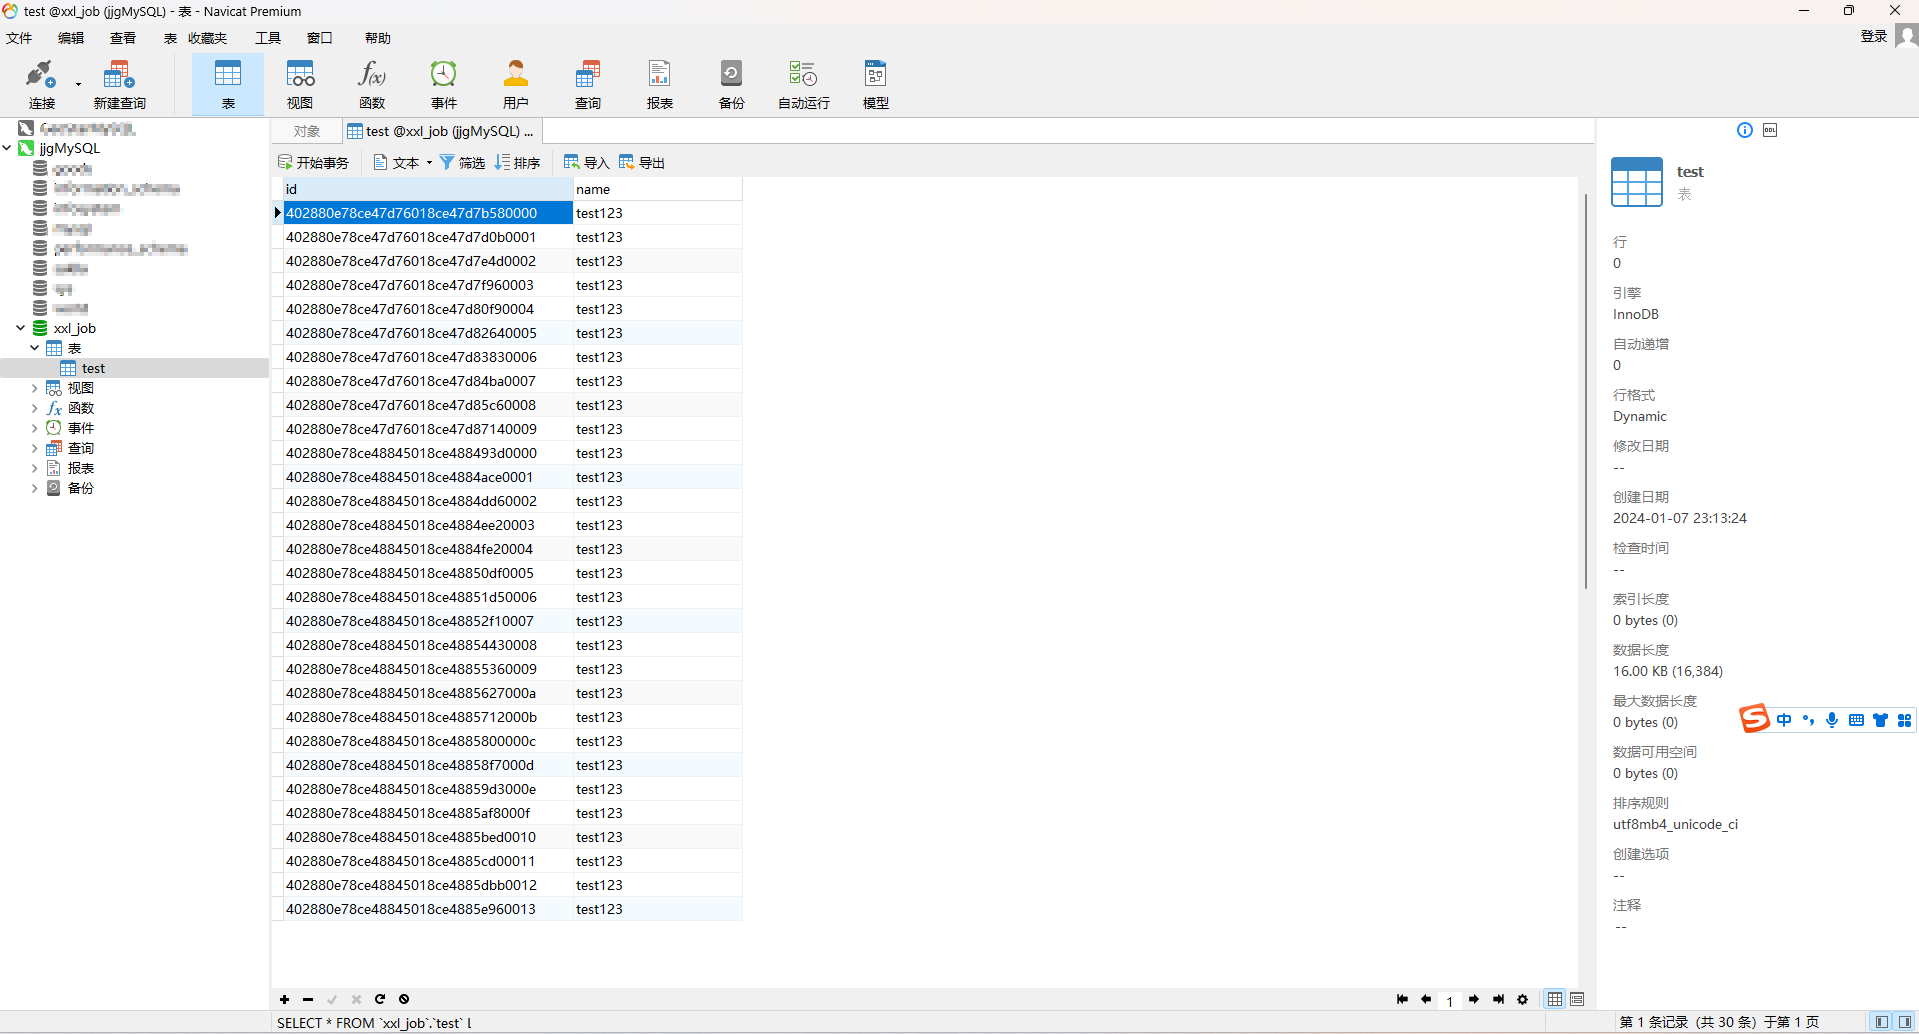 test @xxl_job (jjgMySQL) - 表 - Navicat Premium
文件 编辑 查看 表 收藏夹 工具 窗口 帮助 登录
连接 新建查询 表 视图 函数 事件 用户 查询 报表 备份 自动运行 模型
jjgMySQL
xxl_job
表
test
视图
函数
事件
查询
报表
备份
对象 test @xxl_job (jjgMySQL) ...
开始事务 文本 筛选 排序 导入 导出
id name
402880e78ce47d76018ce47d7b580000 test123
402880e78ce47d76018ce47d7d0b0001 test123
402880e78ce47d76018ce47d7e4d0002 test123
402880e78ce47d76018ce47d7f960003 test123
402880e78ce47d76018ce47d80f90004 test123
402880e78ce47d76018ce47d82640005 test123
402880e78ce47d76018ce47d83830006 test123
402880e78ce47d76018ce47d84ba0007 test123
402880e78ce47d76018ce47d85c60008 test123
402880e78ce47d76018ce47d87140009 test123
402880e78ce48845018ce488493d0000 test123
402880e78ce48845018ce4884ace0001 test123
402880e78ce48845018ce4884dd60002 test123
402880e78ce48845018ce4884ee20003 test123
402880e78ce48845018ce4884fe20004 test123
402880e78ce48845018ce48850df0005 test123
402880e78ce48845018ce48851d50006 test123
402880e78ce48845018ce48852f10007 test123
402880e78ce48845018ce48854430008 test123
402880e78ce48845018ce48855360009 test123
402880e78ce48845018ce4885627000a test123
402880e78ce48845018ce4885712000b test123
402880e78ce48845018ce4885800000c test123
402880e78ce48845018ce48858f7000d test123
402880e78ce48845018ce48859d3000e test123
402880e78ce48845018ce4885af8000f test123
402880e78ce48845018ce4885bed0010 test123
402880e78ce48845018ce4885cd00011 test123
402880e78ce48845018ce4885dbb0012 test123
402880e78ce48845018ce4885e960013 test123
1
SELECT * FROM `xxl_job`.`test` l
第 1 条记录 (共 30 条) 于第 1 页
DDL
test
表
行
0
引擎
InnoDB
自动递增
0
行格式
Dynamic
修改日期
--
创建日期
2024-01-07 23:13:24
检查时间
--
索引长度
0 bytes (0)
数据长度
16.00 KB (16,384)
最大数据长度
0 bytes (0)
数据可用空间
0 bytes (0)
排序规则
utf8mb4_unicode_ci
创建选项
--
注释
--
中